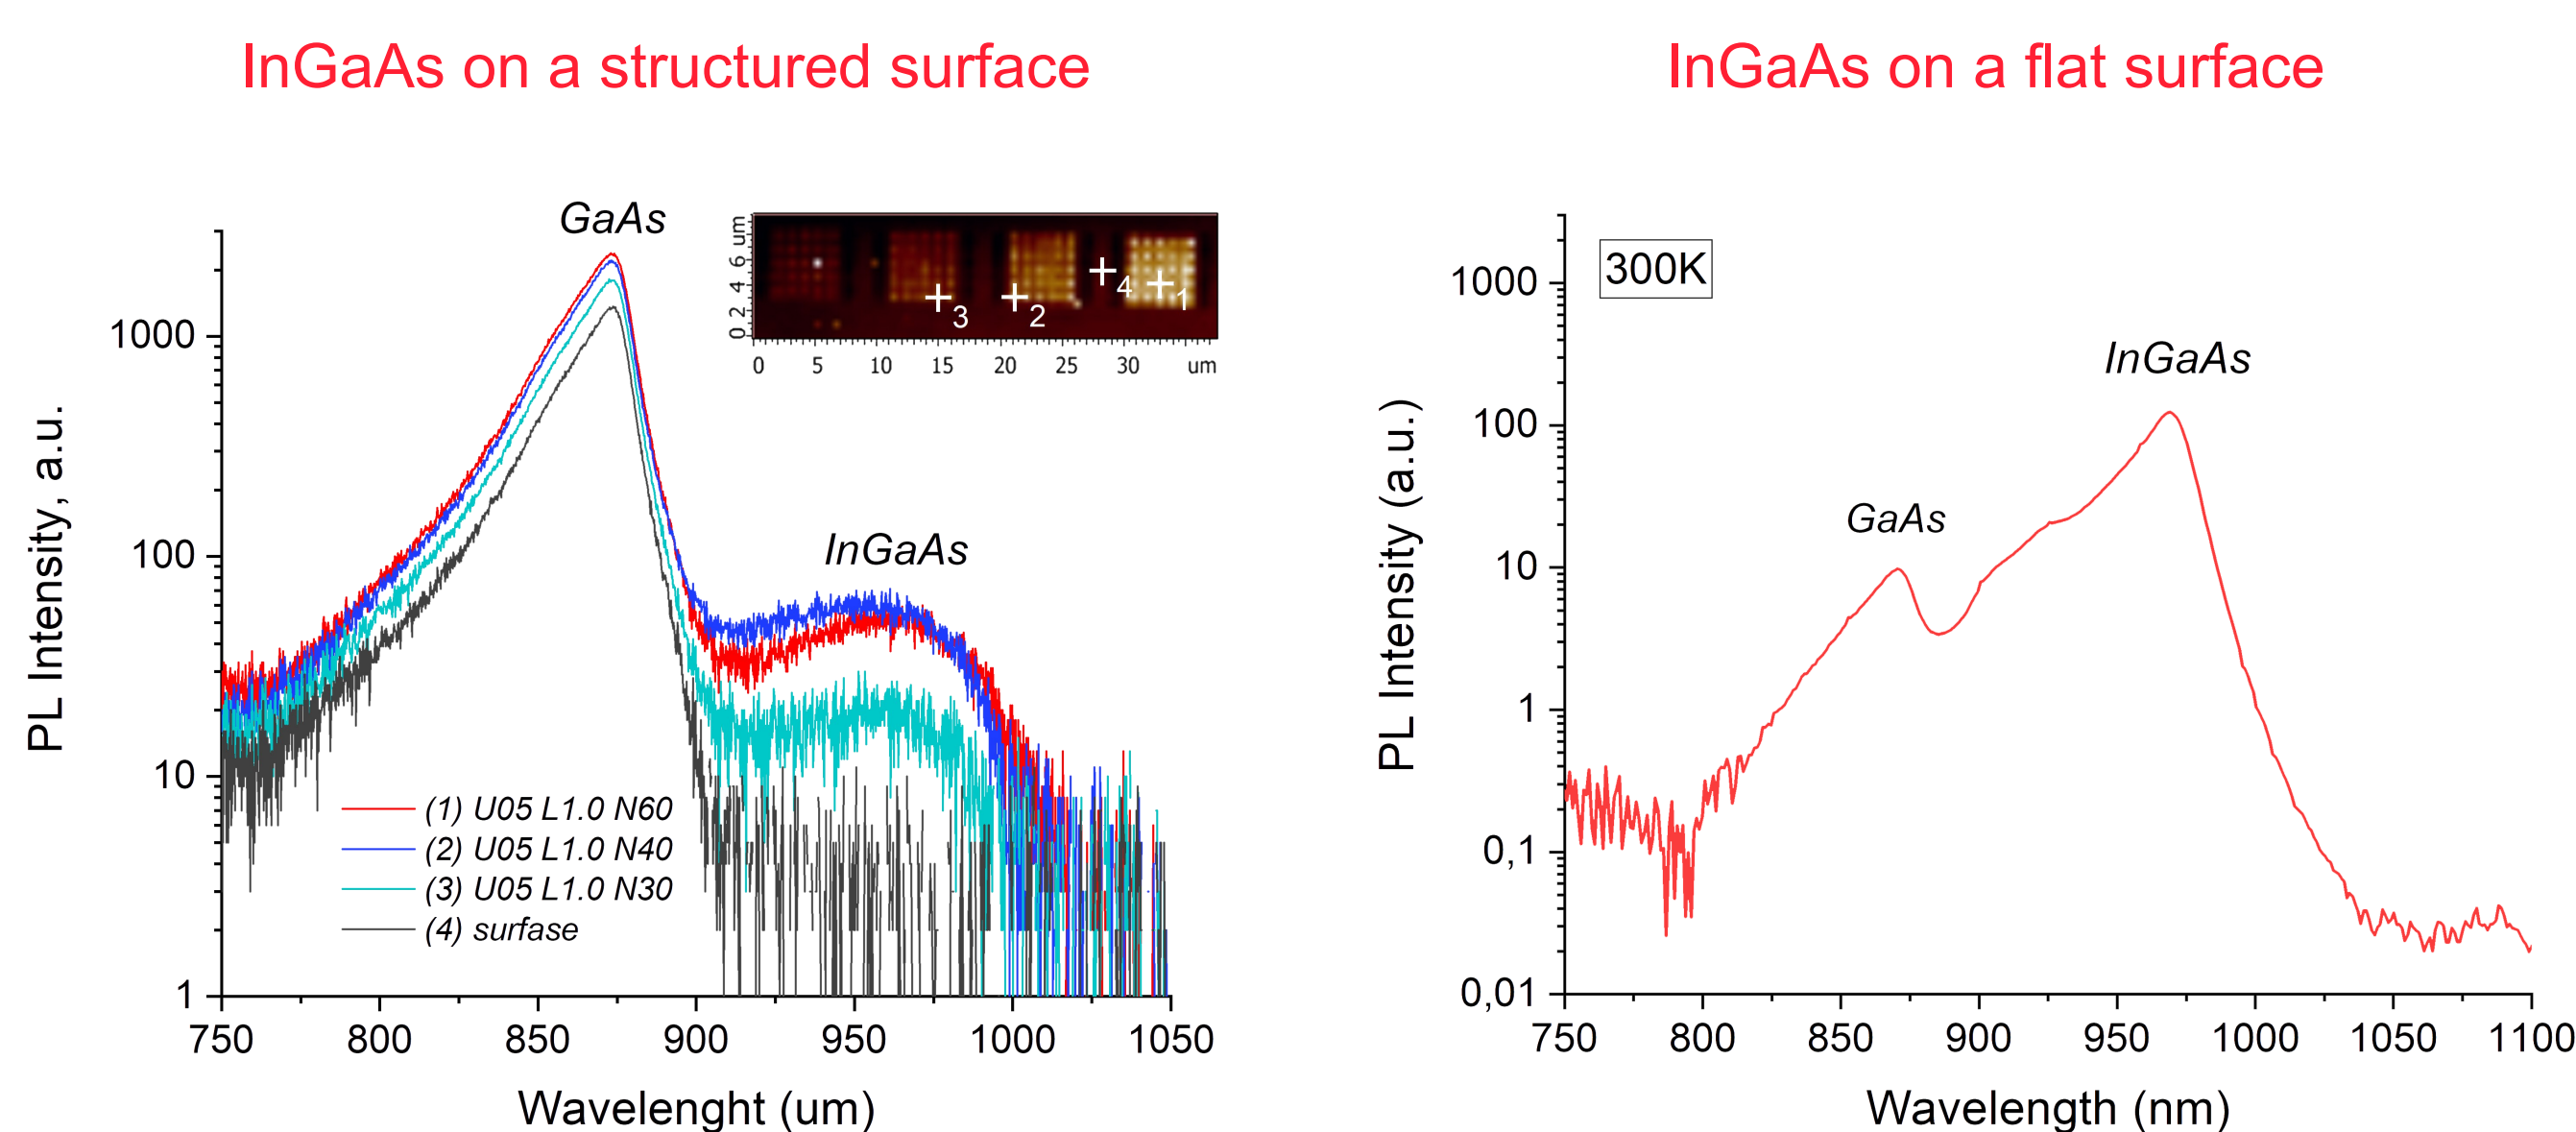 InGaAs on a structured surface
InGaAs on a flat surface
PL Intensity, a.u.
1000
100
10
1
GaAs
InGaAs
(1) U05 L1.0 N60
(2) U05 L1.0 N40
(3) U05 L1.0 N30
(4) surfase
0 2 4 6 um
3
2
4
1
0 5 10 15 20 25 30 um
750 800 850 900 950 1000 1050
Wavelenght (um)
PL Intensity (a.u.)
1000
100
10
1
0,1
0,01
300K
GaAs
InGaAs
750 800 850 900 950 1000 1050 1100
Wavelength (nm)